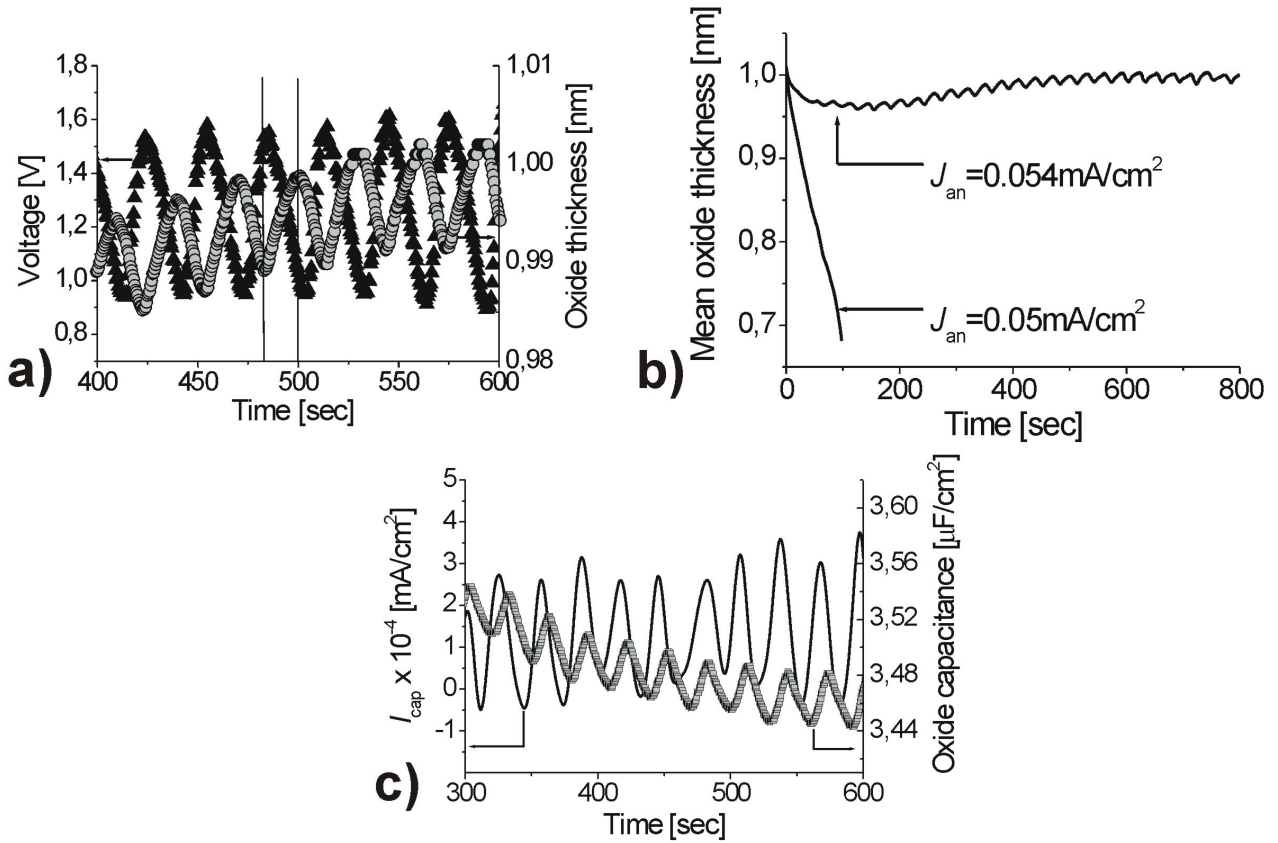 1,8
1,6
1,4
1,2
1,0
0,8
Voltage [V]
1,01
1,00
0,99
0,98
Oxide thickness [nm]
400 450 500 550 600
Time [sec]
a)
Mean oxide thickness [nm]
1,0
0,9
0,8
0,7
Jan=0.054mA/cm2
Jan=0.05mA/cm2
0 200 400 600 800
Time [sec]
b)
5
4
3
2
1
0
-1
Icap x 10-4 [mA/cm2]
3,60
3,56
3,52
3,48
3,44
Oxide capacitance [μF/cm2]
300 400 500 600
Time [sec]
c)